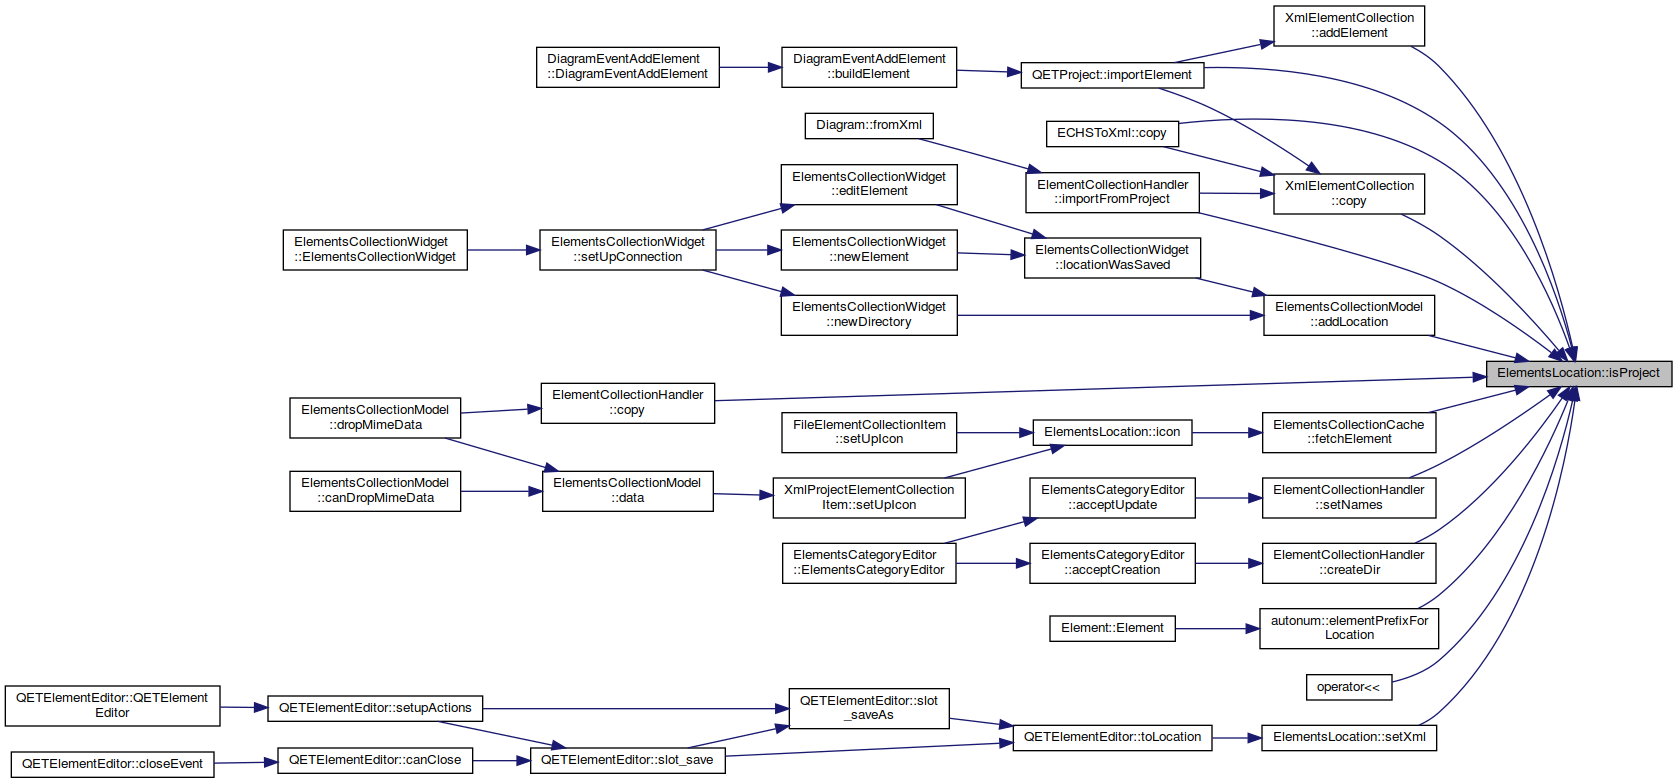 XmlElementCollection
::addElement
DiagramEventAddElement
::DiagramEventAddElement
DiagramEventAddElement
::buildElement
QETProject::importElement
Diagram::fromXml
ECHSToXml::copy
ElementsCollectionWidget
::editElement
ElementCollectionHandler
::importFromProject
XmlElementCollection
::copy
ElementsCollectionWidget
::ElementsCollectionWidget
ElementsCollectionWidget
::setUpConnection
ElementsCollectionWidget
::newElement
ElementsCollectionWidget
::locationWasSaved
ElementsCollectionWidget
::newDirectory
ElementsCollectionModel
::addLocation
ElementsLocation::isProject
ElementsCollectionModel
::dropMimeData
ElementCollectionHandler
::copy
FileElementCollectionItem
::setUpIcon
ElementsLocation::icon
ElementsCollectionCache
::fetchElement
ElementsCollectionModel
::canDropMimeData
ElementsCollectionModel
::data
XmlProjectElementCollection
Item::setUpIcon
ElementsCategoryEditor
::acceptUpdate
ElementCollectionHandler
::setNames
ElementsCategoryEditor
::ElementsCategoryEditor
ElementsCategoryEditor
::acceptCreation
ElementCollectionHandler
::createDir
Element::Element
autonum::elementPrefixFor
Location
operator<<
QETElementEditor::QETElement
Editor
QETElementEditor::setupActions
QETElementEditor::slot
_saveAs
QETElementEditor::toLocation
ElementsLocation::setXml
QETElementEditor::closeEvent
QETElementEditor::canClose
QETElementEditor::slot_save